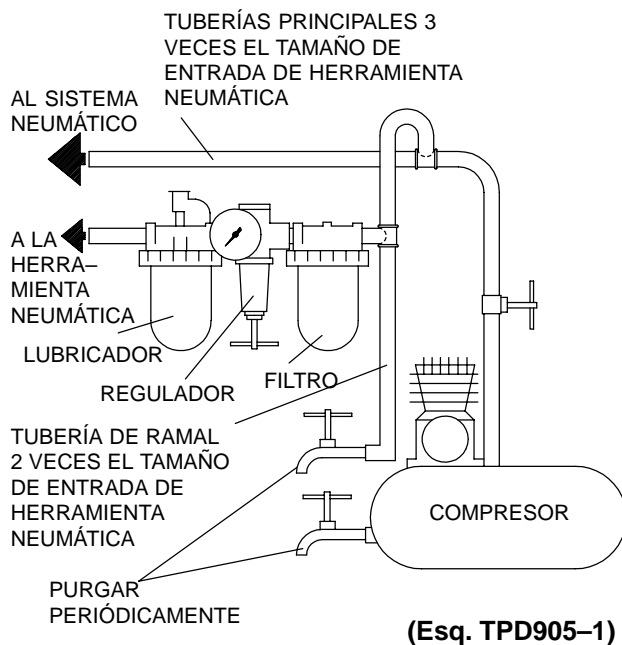 TUBERÍAS PRINCIPALES 3
VECES EL TAMAÑO DE
ENTRADA DE HERRAMIENTA
NEUMÁTICA
AL SISTEMA
NEUMÁTICO
A LA
HERRA–
MIENTA
NEUMÁTICA
LUBRICADOR
REGULADOR
FILTRO
TUBERÍA DE RAMAL
2 VECES EL TAMAÑO
DE ENTRADA DE
HERRAMIENTA
NEUMÁTICA
COMPRESOR
PURGAR
PERIÓDICAMENTE
(Esq. TPD905–1)